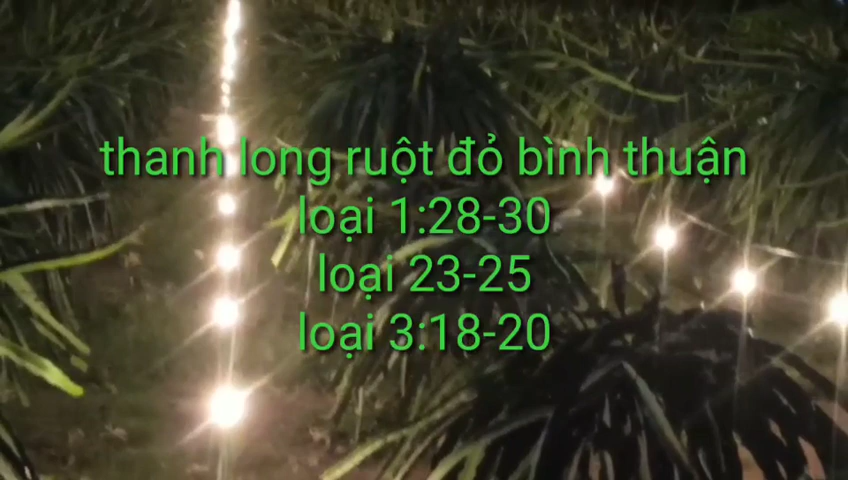 thanh long ruột đỏ bình thuận
loại 1:28-30
loại 23-25
loại 3:18-20